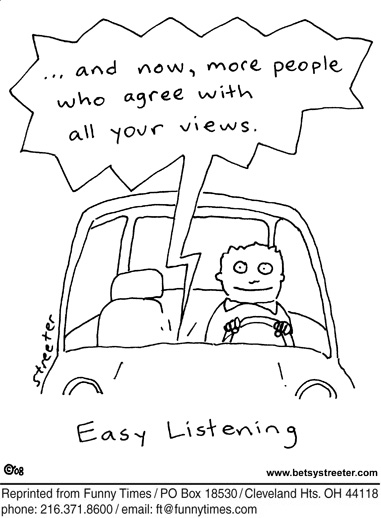 ... and now, more people
who agree with
all your views.
streeter
Easy Listening
©'08
www.betsystreeter.com
Reprinted from Funny Times / PO Box 18530 / Cleveland Hts. OH 44118
phone: 216.371.8600 / email: ft@funnytimes.com